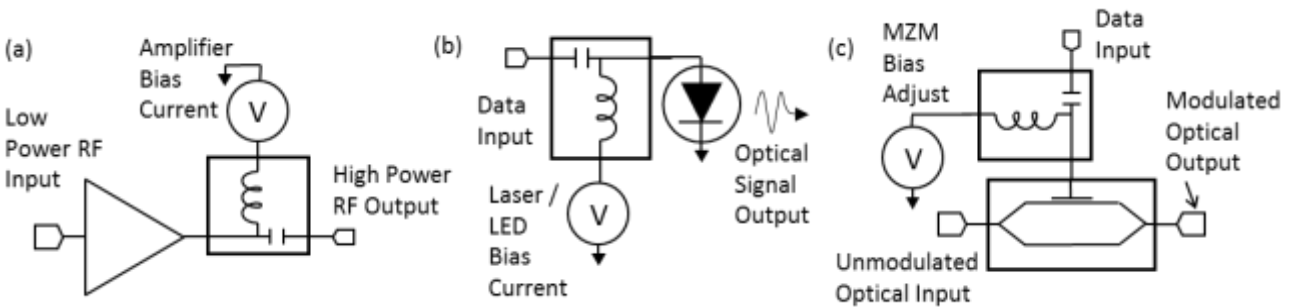 (a)
Amplifier
Bias
Current
V
Low
Power RF
Input
High Power
RF Output
(b)
Data
Input
Laser /
LED
Bias
Current
V
Optical
Signal
Output
(c)
MZM
Bias
Adjust
V
Data
Input
Modulated
Optical
Output
Unmodulated
Optical Input